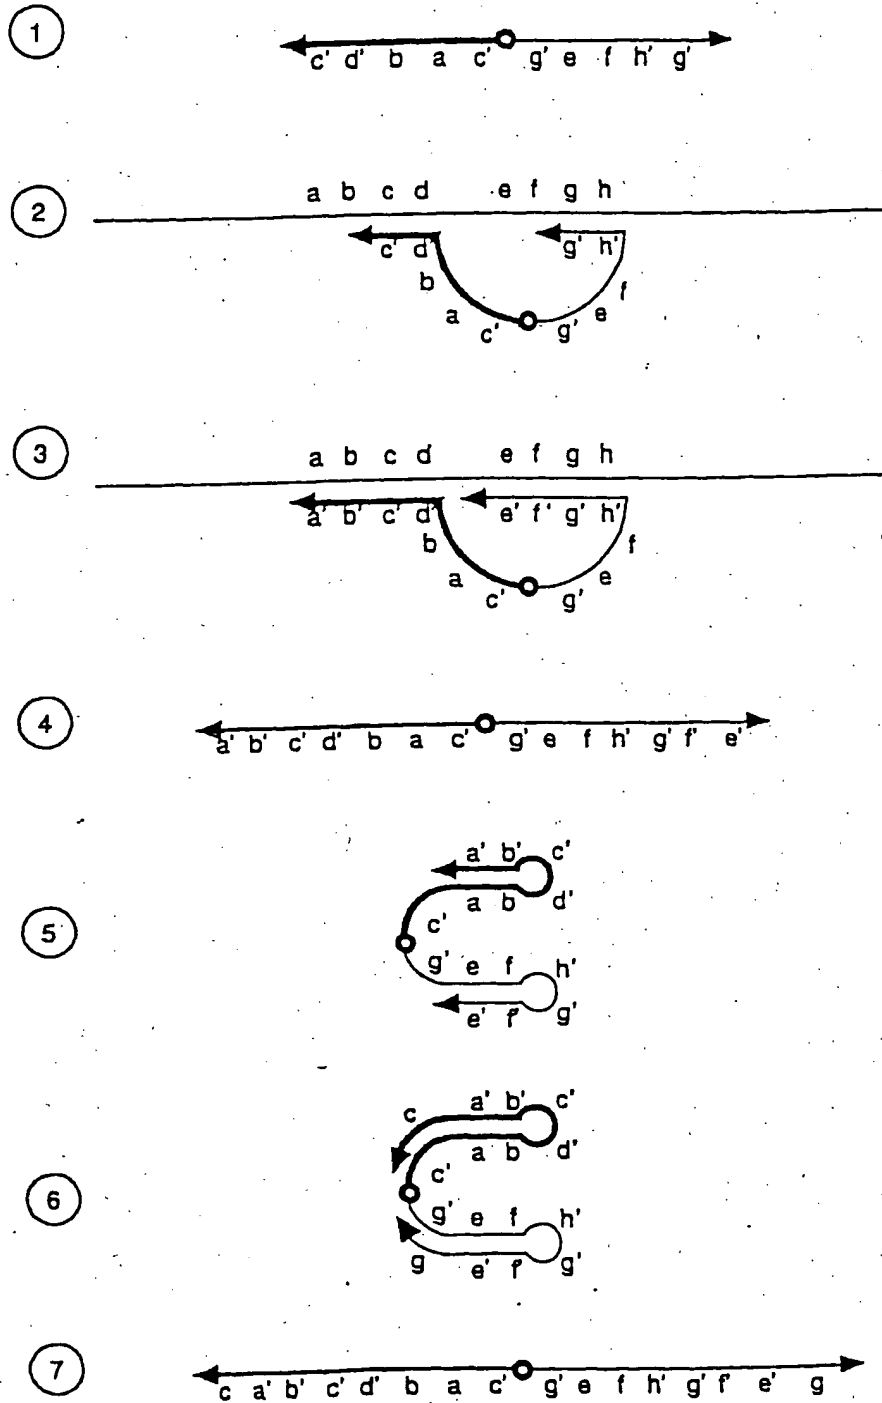 1
c' d' b a c' g' e f h' g'
2
a b c d e f g h
c' d' g' h'
b f
a e
c' g'
3
a b c d e f g h
a' b' c' d' e' f' g' h'
b f
a e
c' g'
4
a' b' c' d' b a c' g' e f h' g' f' e'
5
a' b' c'
a b d'
c'
g' e f h'
e' f' g'
6
c a' b' c'
a b d'
c'
g' e f h'
g e' f' g'
7
c a' b' c' d' b a c' g' e f h' g' f' e' g